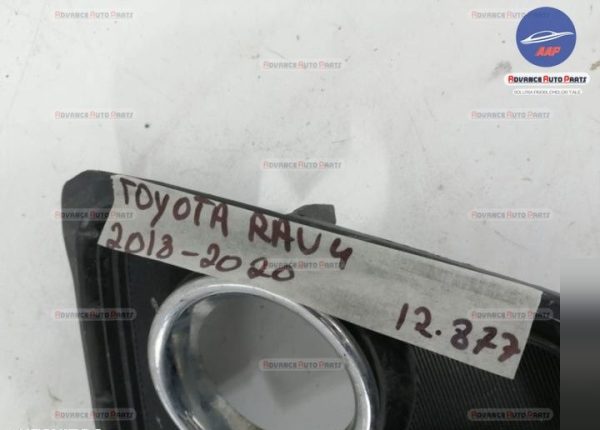 AAP
ADVANCE AUTO PARTS
TOYOTA RAV4
2018-2020
12.877